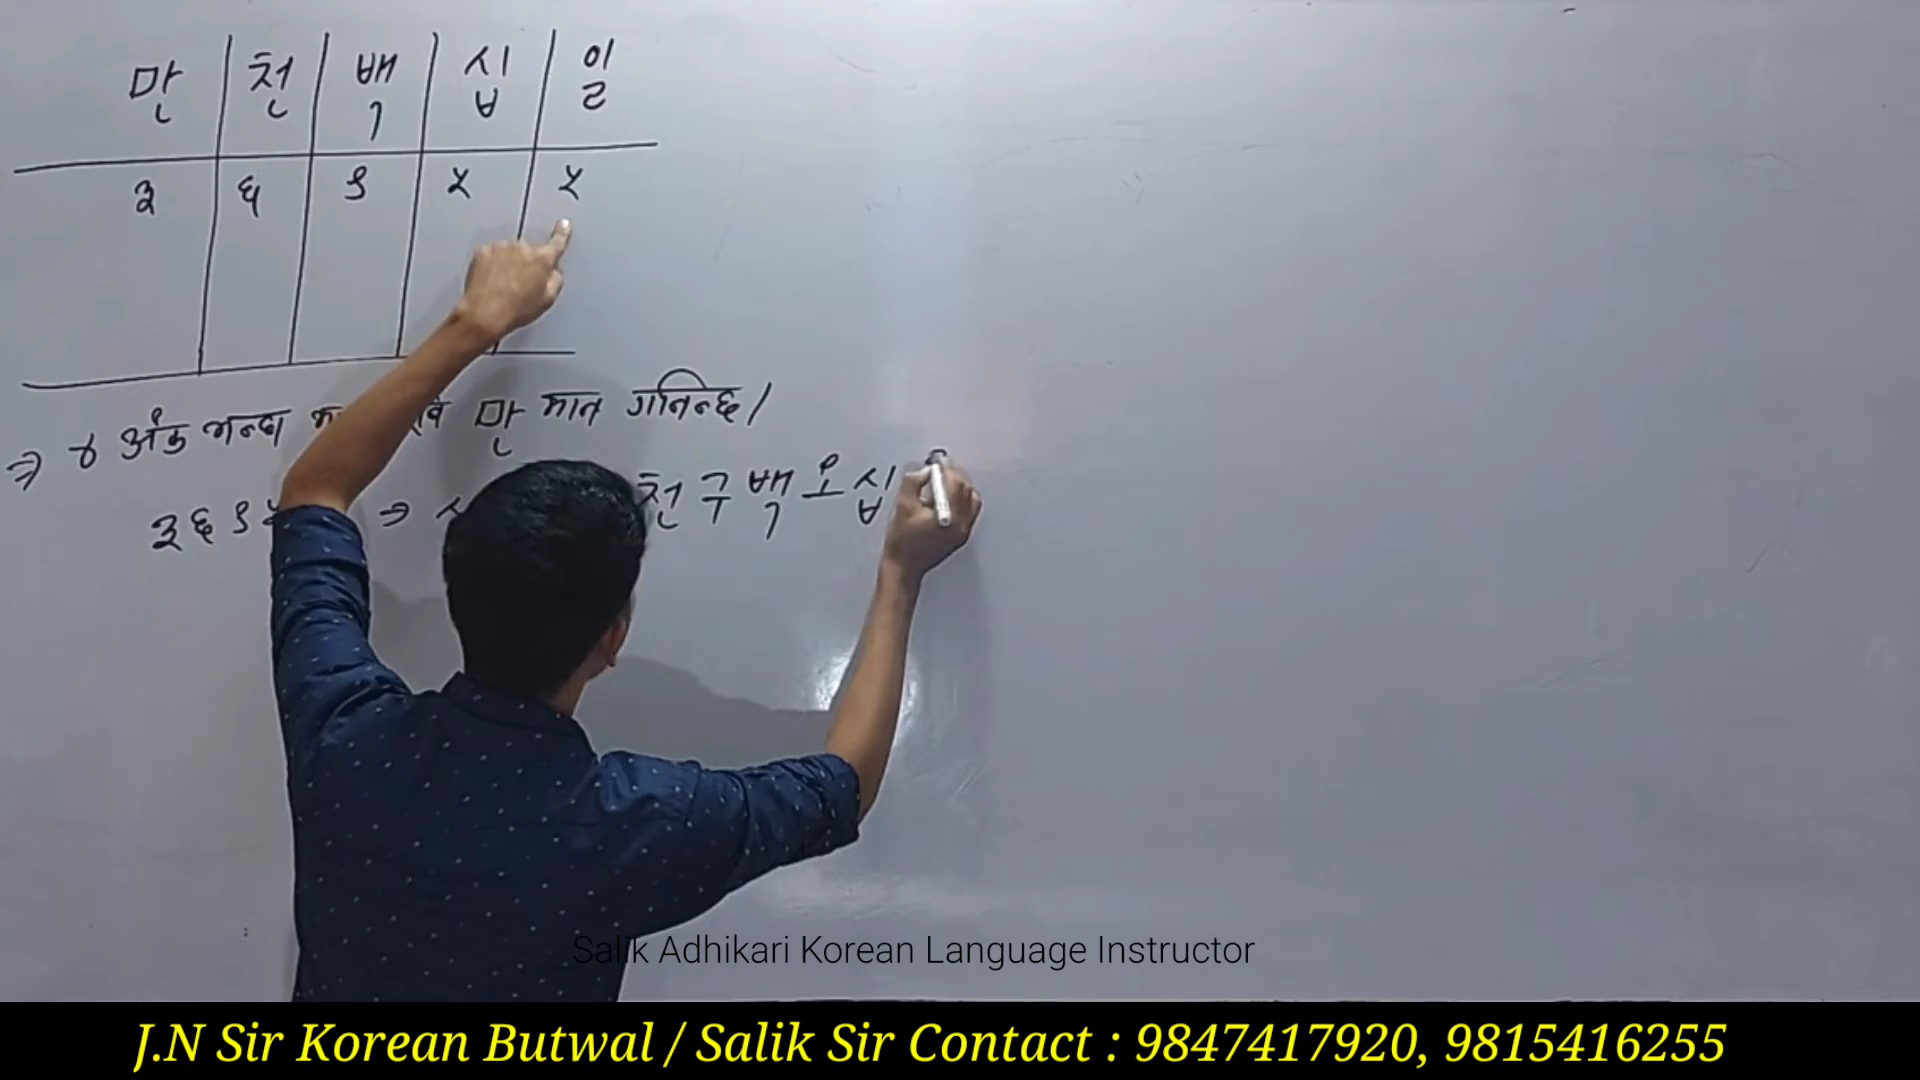 만 천 백 십 일
३ ६ ९ ५ ५
⇒ ४ अंक भन्दा 만 मात्र गनिन्छ।
३६९ ⇒ 천 구 백 오 십
Salik Adhikari Korean Language Instructor
J.N Sir Korean Butwal / Salik Sir Contact : 9847417920, 9815416255